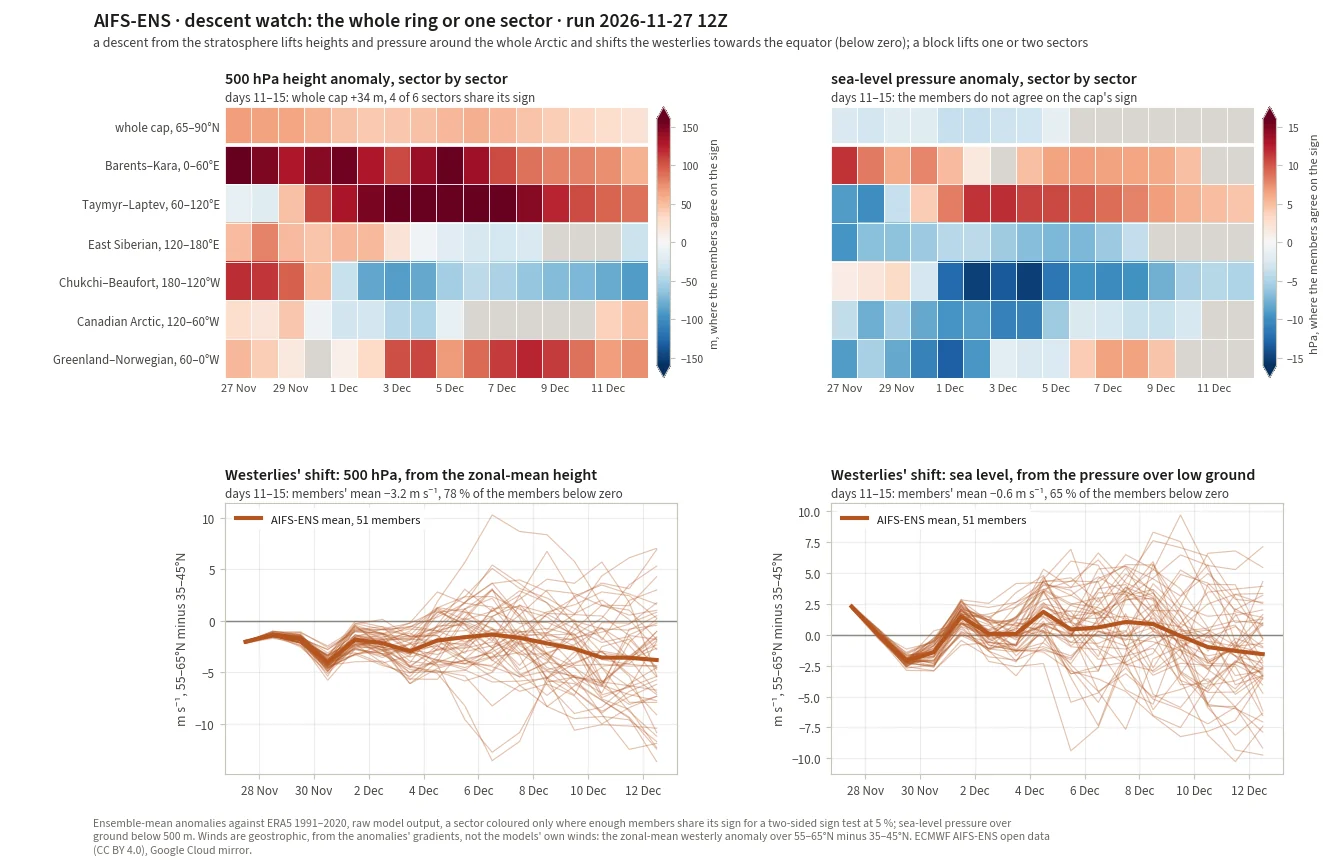 AIFS-ENS · descent watch: the whole ring or one sector · run 2026-11-27 12Z
a descent from the stratosphere lifts heights and pressure around the whole Arctic and shifts the westerlies towards the equator (below zero); a block lifts one or two sectors
500 hPa height anomaly, sector by sector
days 11–15: whole cap +34 m, 4 of 6 sectors share its sign
whole cap, 65–90°N
Barents–Kara, 0–60°E
Taymyr–Laptev, 60–120°E
East Siberian, 120–180°E
Chukchi–Beaufort, 180–120°W
Canadian Arctic, 120–60°W
Greenland–Norwegian, 60–0°W
27 Nov 29 Nov 1 Dec 3 Dec 5 Dec 7 Dec 9 Dec 11 Dec
150
100
50
0
−50
−100
−150
m, where the members agree on the sign
sea-level pressure anomaly, sector by sector
days 11–15: the members do not agree on the cap's sign
27 Nov 29 Nov 1 Dec 3 Dec 5 Dec 7 Dec 9 Dec 11 Dec
15
10
5
0
−5
−10
−15
hPa, where the members agree on the sign
Westerlies' shift: 500 hPa, from the zonal-mean height
days 11–15: members' mean −3.2 m s⁻¹, 78 % of the members below zero
AIFS-ENS mean, 51 members
m s⁻¹, 55–65°N minus 35–45°N
10
5
0
−5
−10
28 Nov 30 Nov 2 Dec 4 Dec 6 Dec 8 Dec 10 Dec 12 Dec
Westerlies' shift: sea level, from the pressure over low ground
days 11–15: members' mean −0.6 m s⁻¹, 65 % of the members below zero
AIFS-ENS mean, 51 members
m s⁻¹, 55–65°N minus 35–45°N
10.0
7.5
5.0
2.5
0.0
−2.5
−5.0
−7.5
−10.0
28 Nov 30 Nov 2 Dec 4 Dec 6 Dec 8 Dec 10 Dec 12 Dec
Ensemble-mean anomalies against ERA5 1991–2020, raw model output, a sector coloured only where enough members share its sign for a two-sided sign test at 5 %; sea-level pressure over
ground below 500 m. Winds are geostrophic, from the anomalies' gradients, not the models' own winds: the zonal-mean westerly anomaly over 55–65°N minus 35–45°N. ECMWF AIFS-ENS open data
(CC BY 4.0), Google Cloud mirror.